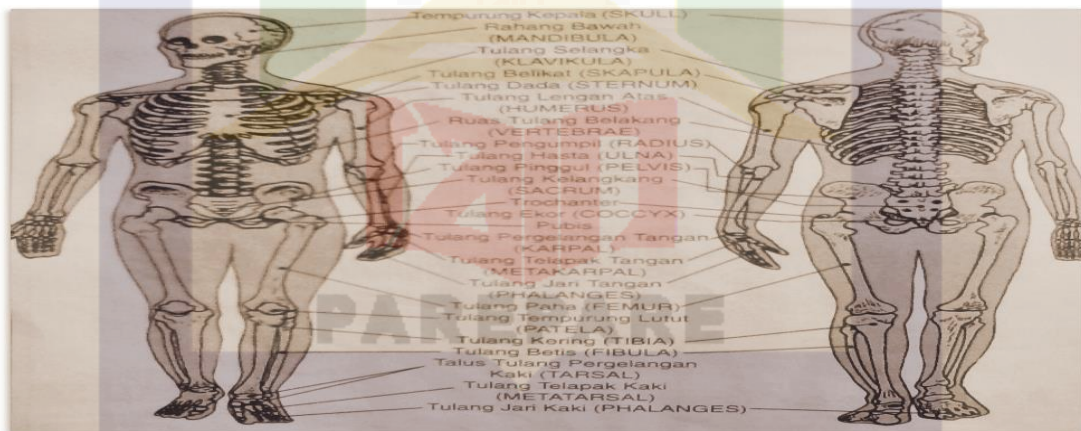 Tempurung Kepala (SKULL)
Rahang Bawah
(MANDIBULA)
Tulang Selangka
(KLAVIKULA)
Tulang Belikat (SKAPULA)
Tulang Dada (STERNUM)
Tulang Lengan Atas
(HUMERUS)
Ruas Tulang Belakang
(VERTEBRAE)
Tulang Pengumpil (RADIUS)
Tulang Hasta (ULNA)
Tulang Pinggul (PELVIS)
Tulang Kelangkang
(SACRUM)
Trochanter
Tulang Ekor (COCCYX)
Pubis
Tulang Pergelangan Tangan
(KARPAL)
Tulang Telapak Tangan
(METAKARPAL)
Tulang Jari Tangan
(PHALANGES)
Tulang Paha (FEMUR)
Tulang Tempurung Lutut
(PATELA)
Tulang Kering (TIBIA)
Tulang Betis (FIBULA)
Talus Tulang Pergelangan
Kaki (TARSAL)
Tulang Telapak Kaki
(METATARSAL)
Tulang Jari Kaki (PHALANGES)
PAREPARE